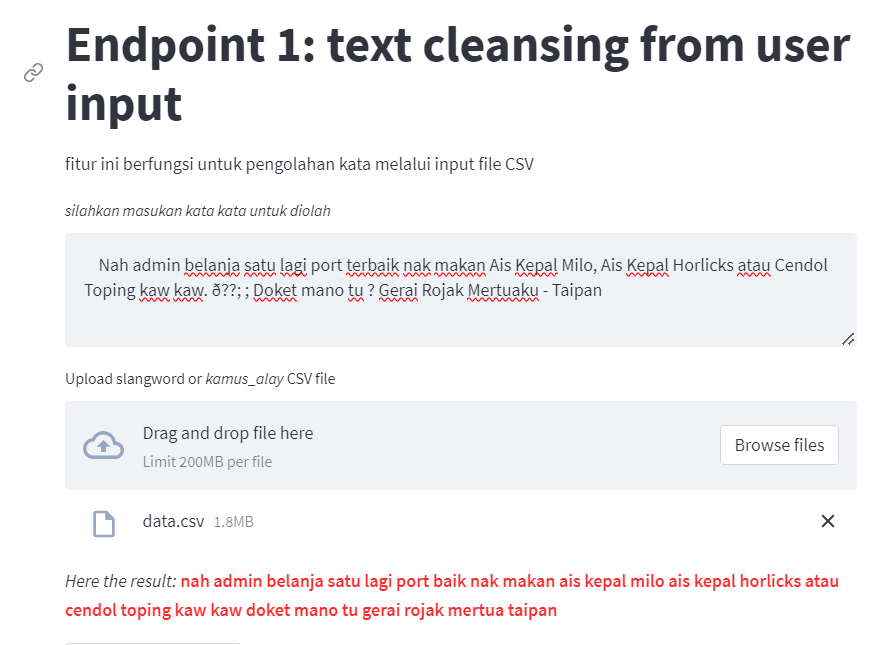 Endpoint 1: text cleansing from user
input
fitur ini berfungsi untuk pengolahan kata melalui input file CSV
silahkan masukan kata kata untuk diolah
Nah admin belanja satu lagi port terbaik nak makan Ais Kepal Milo, Ais Kepal Horlicks atau Cendol
Toping kaw kaw. ð??; ; Doket mano tu ? Gerai Rojak Mertuaku - Taipan
Upload slangword or kamus_alay CSV file
Drag and drop file here
Limit 200MB per file
Browse files
data.csv 1.8MB
Here the result: nah admin belanja satu lagi port baik nak makan ais kepal milo ais kepal horlicks atau
cendol toping kaw kaw doket mano tu gerai rojak mertua taipan